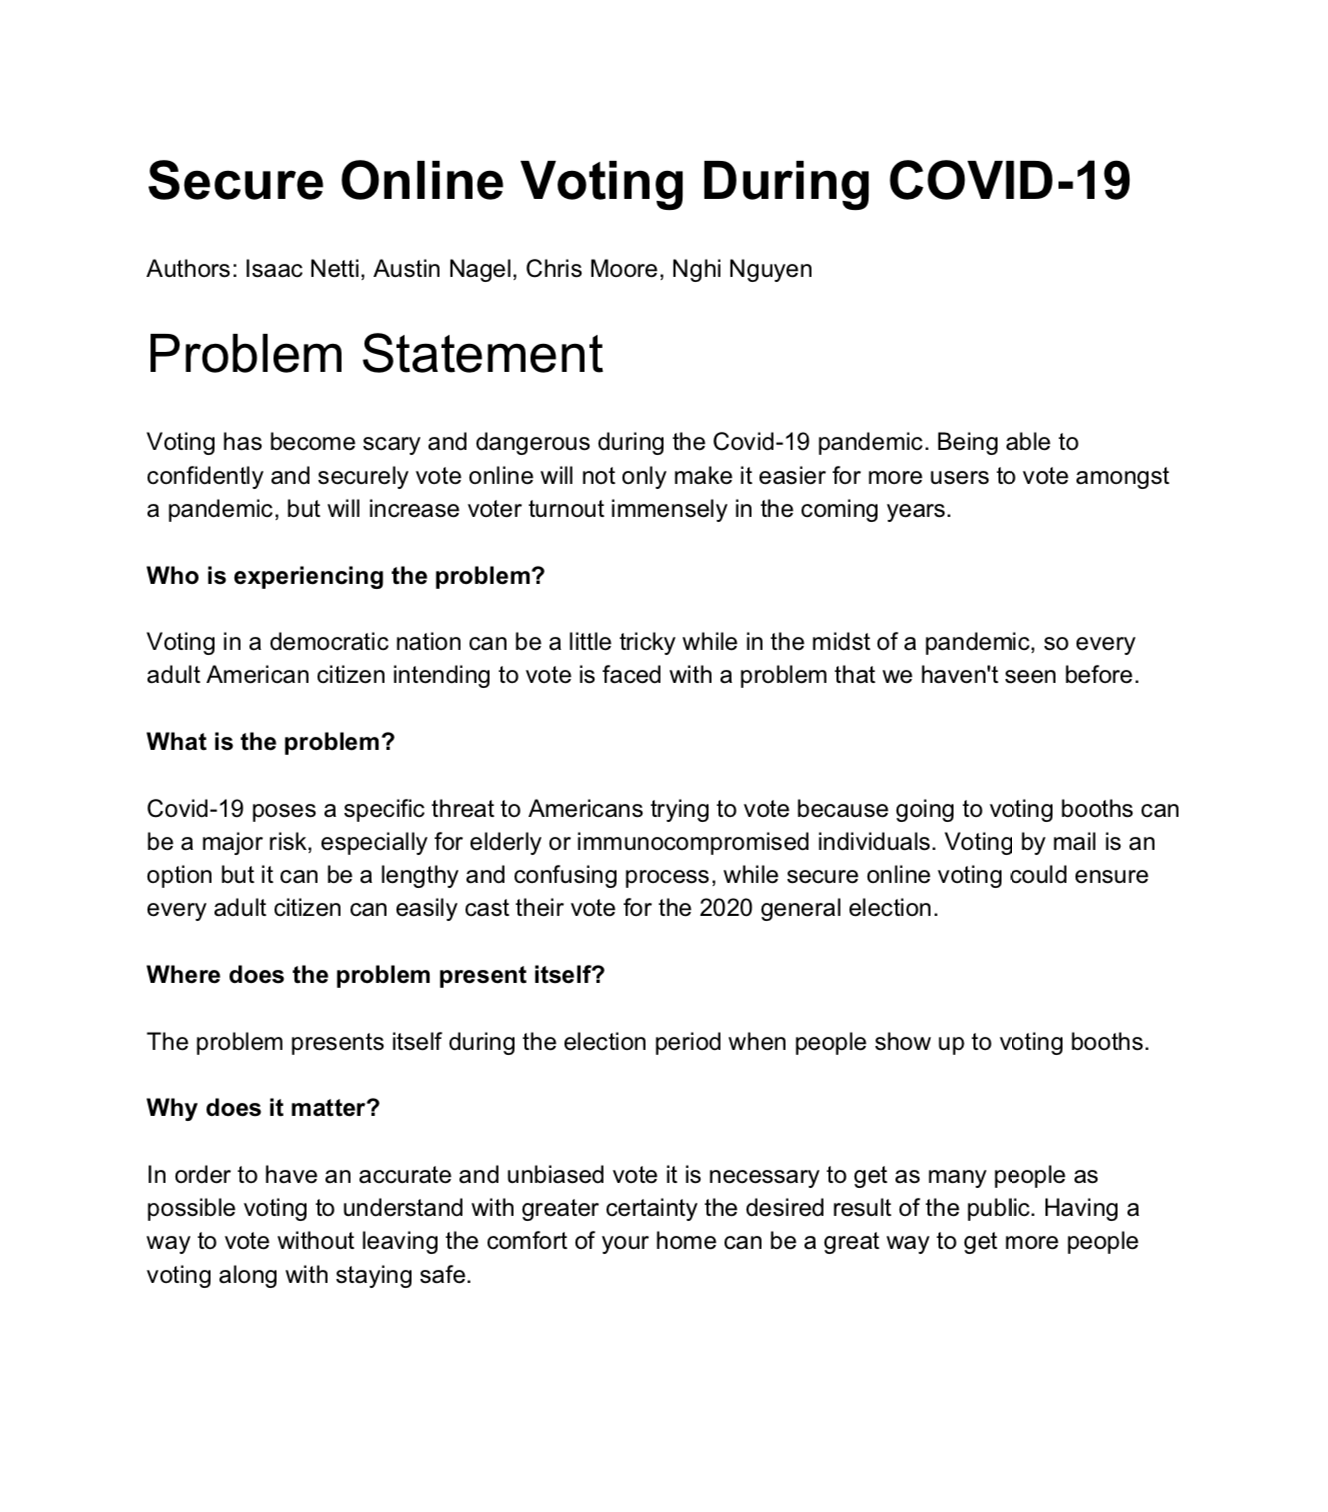 Secure Online Voting During COVID-19
Authors: Isaac Netti, Austin Nagel, Chris Moore, Nghi Nguyen
Problem Statement
Voting has become scary and dangerous during the Covid-19 pandemic. Being able to
confidently and securely vote online will not only make it easier for more users to vote amongst
a pandemic, but will increase voter turnout immensely in the coming years.
Who is experiencing the problem?
Voting in a democratic nation can be a little tricky while in the midst of a pandemic, so every
adult American citizen intending to vote is faced with a problem that we haven't seen before.
What is the problem?
Covid-19 poses a specific threat to Americans trying to vote because going to voting booths can
be a major risk, especially for elderly or immunocompromised individuals. Voting by mail is an
option but it can be a lengthy and confusing process, while secure online voting could ensure
every adult citizen can easily cast their vote for the 2020 general election.
Where does the problem present itself?
The problem presents itself during the election period when people show up to voting booths.
Why does it matter?
In order to have an accurate and unbiased vote it is necessary to get as many people as
possible voting to understand with greater certainty the desired result of the public. Having a
way to vote without leaving the comfort of your home can be a great way to get more people
voting along with staying safe.